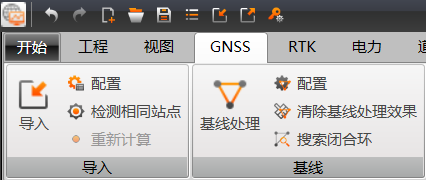 开始 工程 视图 GNSS RTK 电力
导入 配置 检测相同站点 重新计算
导入
基线处理 配置 清除基线处理效果 搜索闭合环
基线